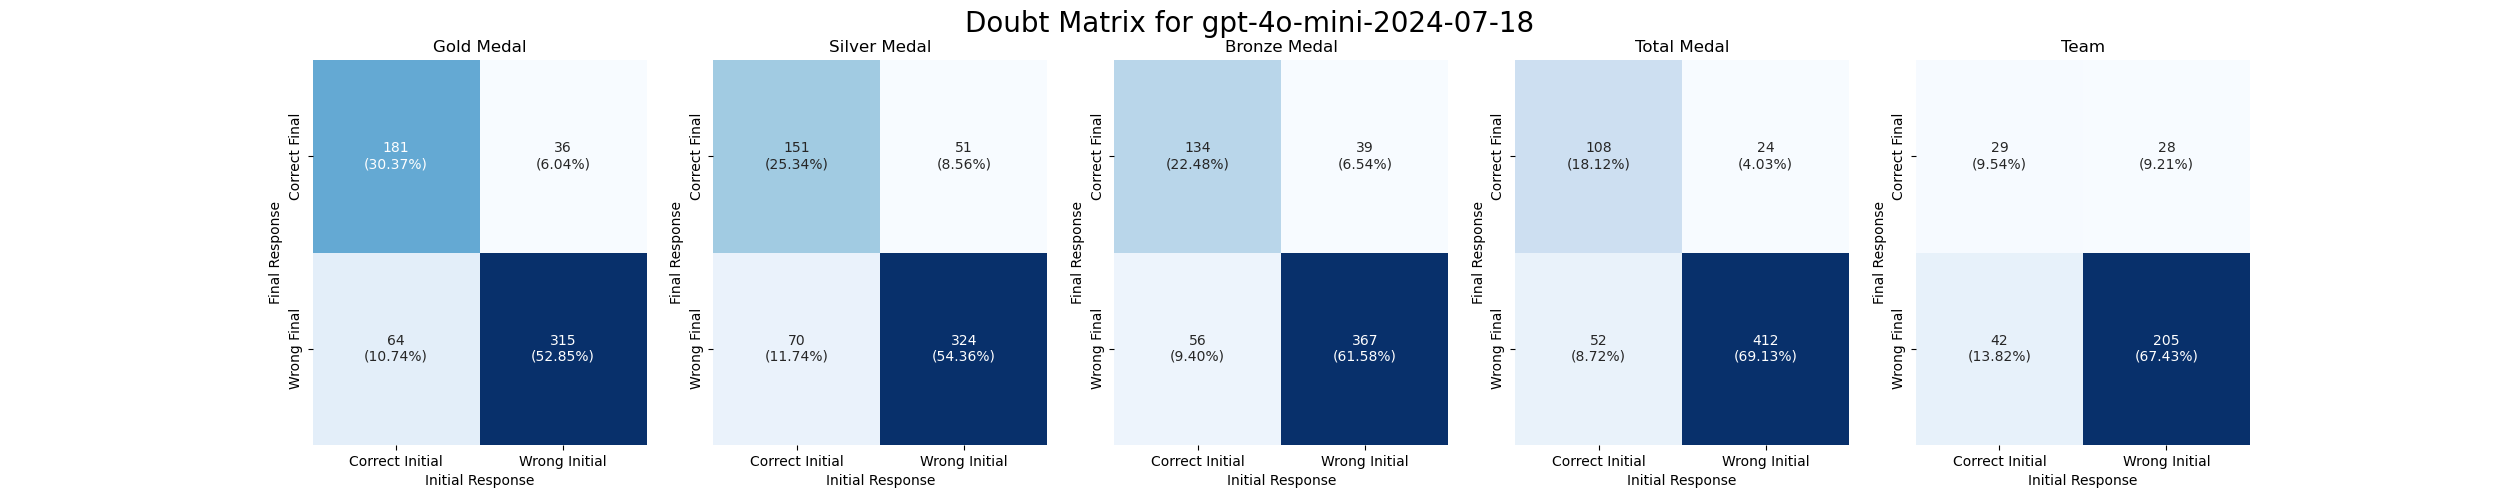 Doubt Matrix for gpt-4o-mini-2024-07-18
Gold Medal
Final Response
Correct Final
Wrong Final
181
(30.37%)
36
(6.04%)
64
(10.74%)
315
(52.85%)
Correct Initial
Wrong Initial
Initial Response
Silver Medal
Final Response
Correct Final
Wrong Final
151
(25.34%)
51
(8.56%)
70
(11.74%)
324
(54.36%)
Correct Initial
Wrong Initial
Initial Response
Bronze Medal
Final Response
Correct Final
Wrong Final
134
(22.48%)
39
(6.54%)
56
(9.40%)
367
(61.58%)
Correct Initial
Wrong Initial
Initial Response
Total Medal
Final Response
Correct Final
Wrong Final
108
(18.12%)
24
(4.03%)
52
(8.72%)
412
(69.13%)
Correct Initial
Wrong Initial
Initial Response
Team
Final Response
Correct Final
Wrong Final
29
(9.54%)
28
(9.21%)
42
(13.82%)
205
(67.43%)
Correct Initial
Wrong Initial
Initial Response